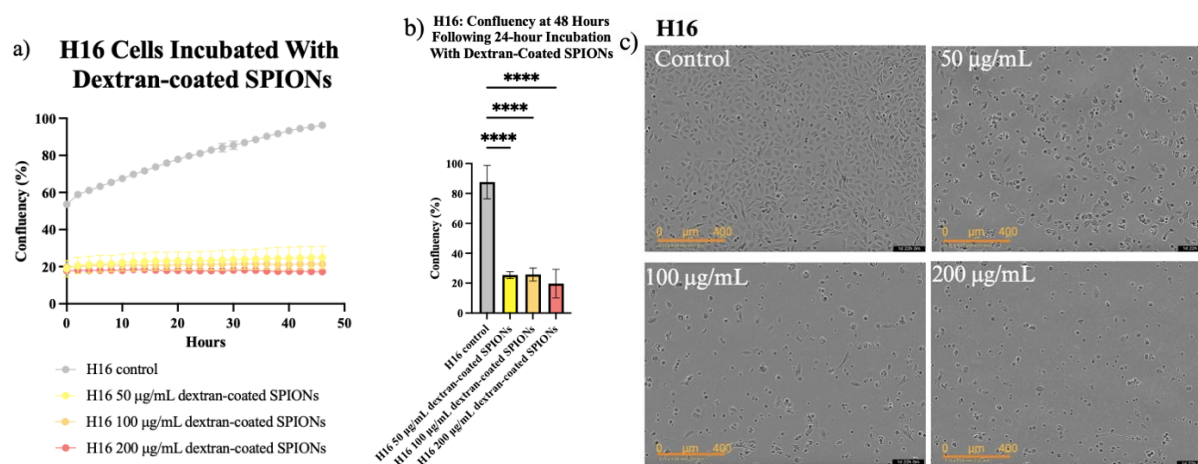 a)
H16 Cells Incubated With
Dextran-coated SPIONs
100
80
60
40
20
0
Confluency (%)
0
10
20
30
40
50
Hours
H16 control
H16 50 µg/mL dextran-coated SPIONs
H16 100 µg/mL dextran-coated SPIONs
H16 200 µg/mL dextran-coated SPIONs
b)
H16: Confluency at 48 Hours
Following 24-hour Incubation
With Dextran-Coated SPIONs
****
****
****
100
80
60
40
20
0
Confluency (%)
H16 control
H16 50 µg/mL dextran-coated SPIONs
H16 100 µg/mL dextran-coated SPIONs
H16 200 µg/mL dextran-coated SPIONs
c)
H16
Control
0 µm 400
50 µg/mL
0 µm 400
100 µg/mL
0 µm 400
200 µg/mL
0 µm 400